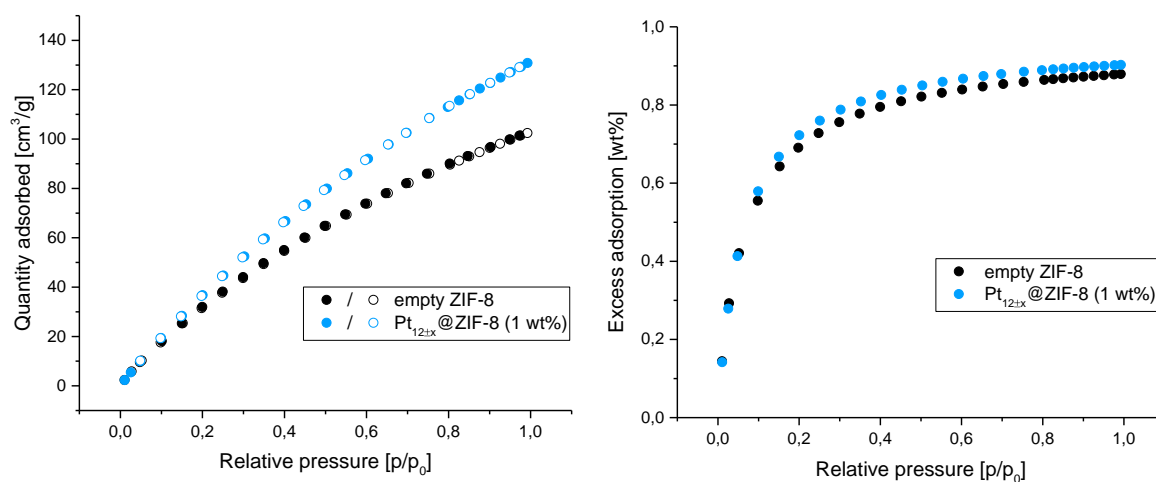 Quantity adsorbed [cm³/g]
140
120
100
80
60
40
20
0
0,0 0,2 0,4 0,6 0,8 1,0
Relative pressure [p/p₀]
/ empty ZIF-8
/ Pt₁₂±ₓ@ZIF-8 (1 wt%)
Excess adsorption [wt%]
1,0
0,8
0,6
0,4
0,2
0,0
0,0 0,2 0,4 0,6 0,8 1,0
Relative pressure [p/p₀]
empty ZIF-8
Pt₁₂±ₓ@ZIF-8 (1 wt%)